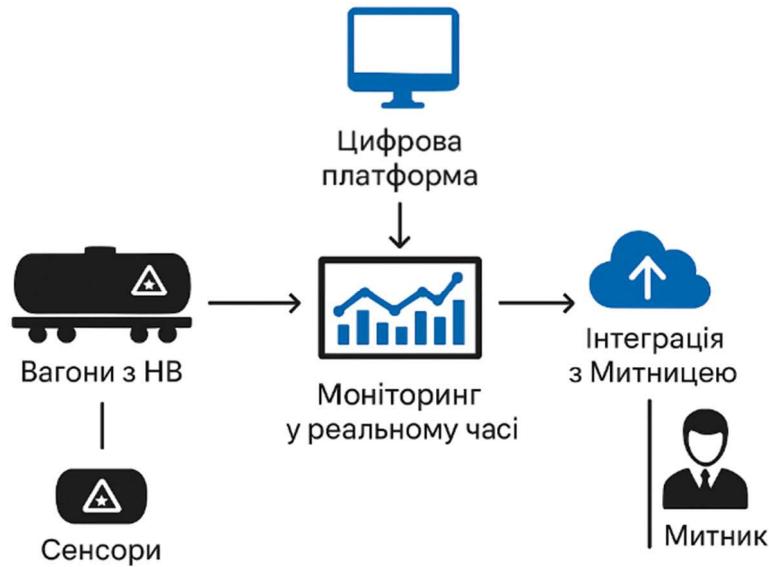 Цифрова
платформа
Вагони з НВ
Моніторинг
у реальному часі
Інтеграція
з Митницею
Сенсори
Митник